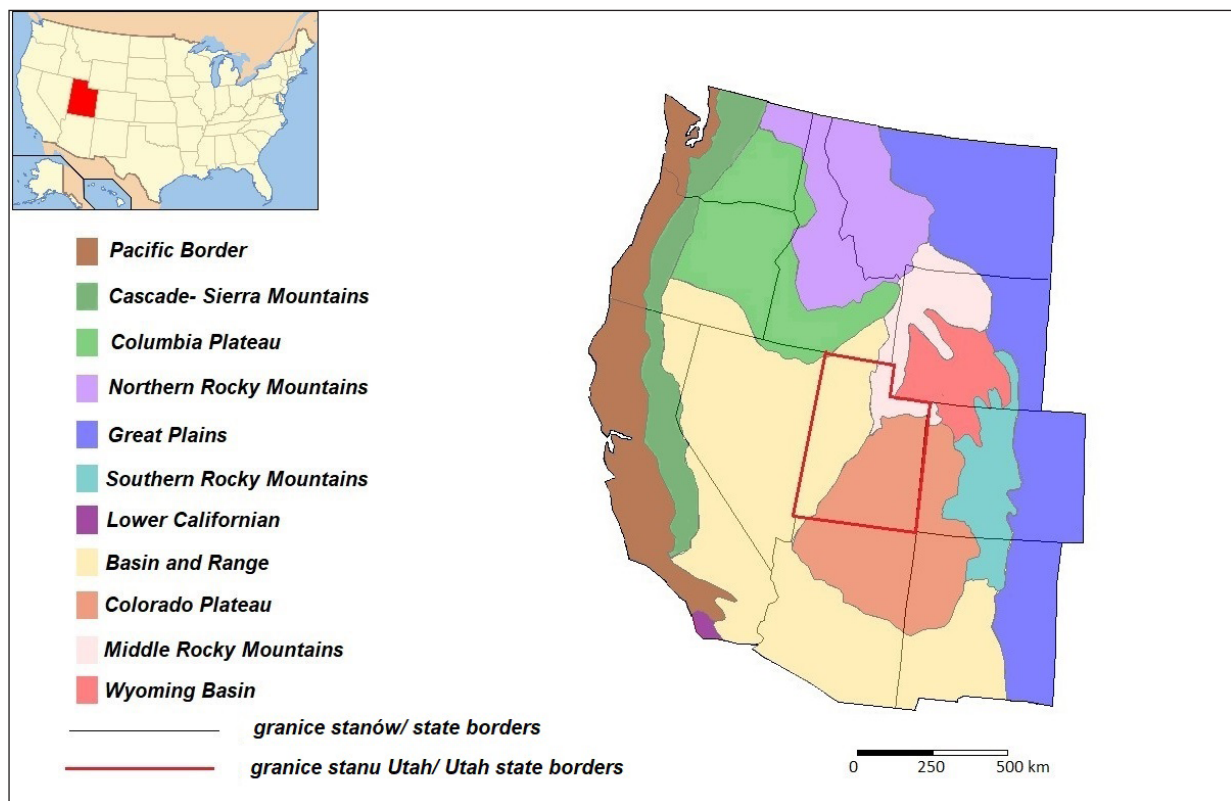 Pacific Border
Cascade- Sierra Mountains
Columbia Plateau
Northern Rocky Mountains
Great Plains
Southern Rocky Mountains
Lower Californian
Basin and Range
Colorado Plateau
Middle Rocky Mountains
Wyoming Basin
granice stanów/ state borders
granice stanu Utah/ Utah state borders
0 250 500 km